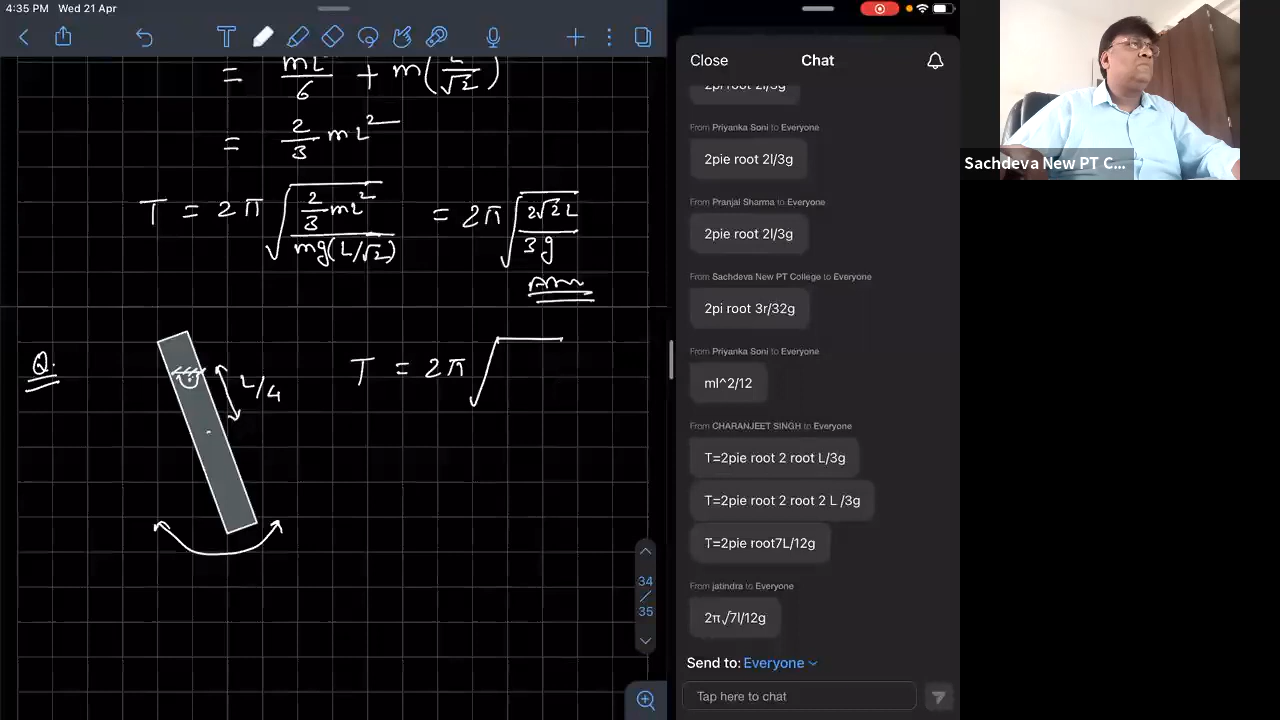 4:35 PM Wed 21 Apr
= mL² / 6 + m(L/√2)
= 2/3 mL²
T = 2π √( 2/3 mL² / mg(L/√2) ) = 2π √( 2√2 L / 3g )
Ans
Q.
L/4
T = 2π √
34
/
35
Close Chat
2pi root 2l/3g
From Priyanka Soni to Everyone
2pie root 2l/3g
From Pranjal Sharma to Everyone
2pie root 2l/3g
From Sachdeva New PT College to Everyone
2pi root 3r/32g
From Priyanka Soni to Everyone
ml^2/12
From CHARANJEET SINGH to Everyone
T=2pie root 2 root L/3g
T=2pie root 2 root 2 L /3g
T=2pie root7L/12g
From jatindra to Everyone
2π√7l/12g
Send to: Everyone
Tap here to chat
Sachdeva New PT C...